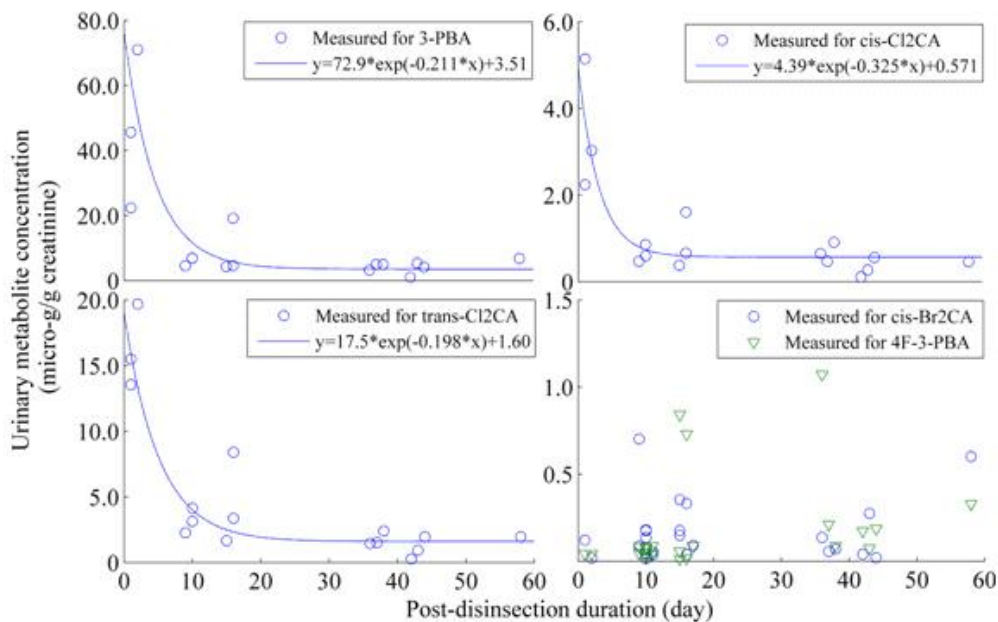 80.0
60.0
40.0
20.0
0
Measured for 3-PBA
y=72.9*exp(-0.211*x)+3.51
6.0
4.0
2.0
0
Measured for cis-Cl2CA
y=4.39*exp(-0.325*x)+0.571
Urinary metabolite concentration
(micro-g/g creatinine)
20.0
15.0
10.0
5.0
0
Measured for trans-Cl2CA
y=17.5*exp(-0.198*x)+1.60
0 10 20 30 40 50 60
1.5
1.0
0.5
0
Measured for cis-Br2CA
Measured for 4F-3-PBA
0 10 20 30 40 50 60
Post-disinsection duration (day)